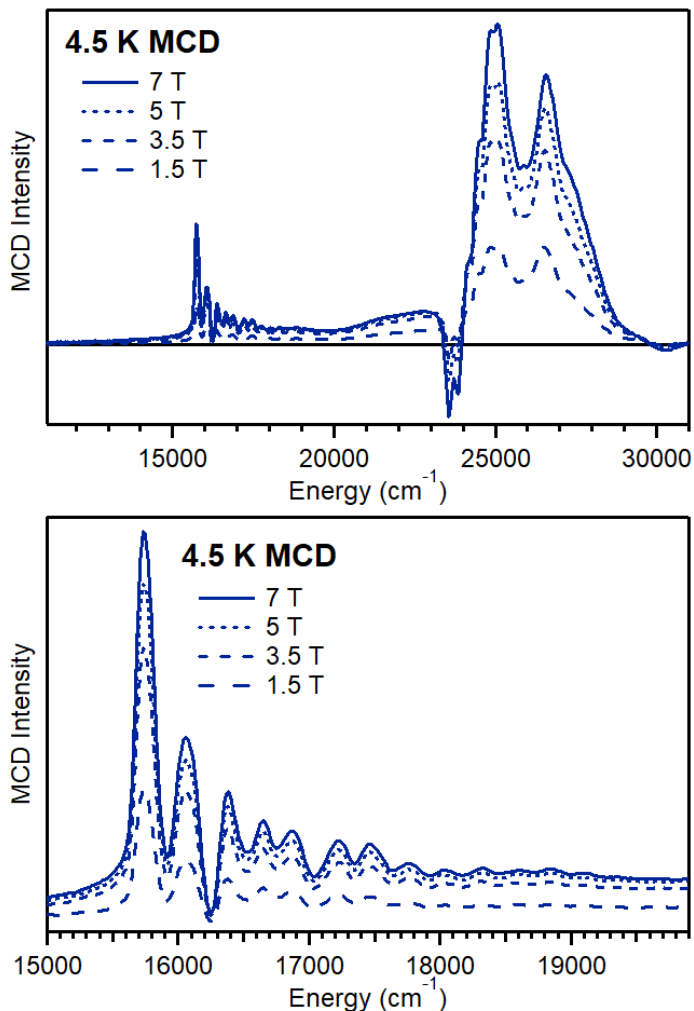 4.5 K MCD
7 T
5 T
3.5 T
1.5 T
MCD Intensity
15000 20000 25000 30000
Energy (cm⁻¹)
4.5 K MCD
7 T
5 T
3.5 T
1.5 T
MCD Intensity
15000 16000 17000 18000 19000
Energy (cm⁻¹)